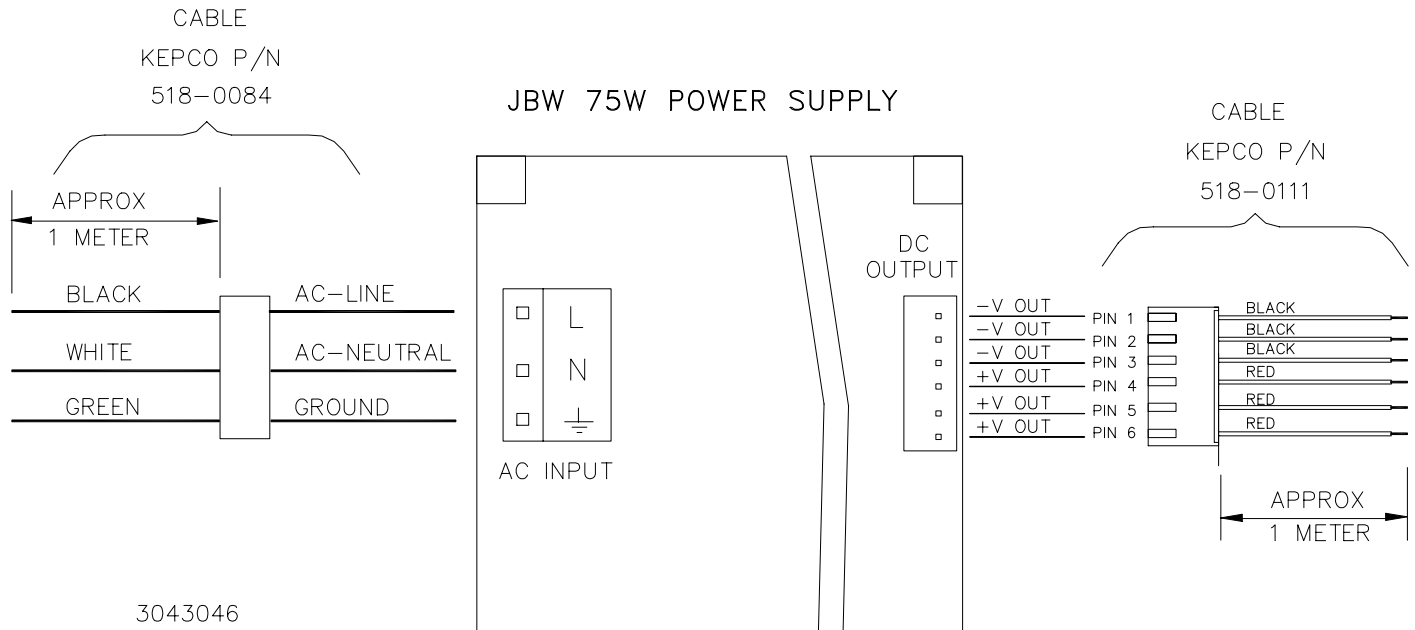 CABLE
KEPCO P/N
518-0084
JBW 75W POWER SUPPLY
CABLE
KEPCO P/N
518-0111
APPROX
1 METER
BLACK
AC-LINE
WHITE
AC-NEUTRAL
GREEN
GROUND
L
N
AC INPUT
DC
OUTPUT
-V OUT PIN 1 BLACK
-V OUT PIN 2 BLACK
-V OUT PIN 3 BLACK
+V OUT PIN 4 RED
+V OUT PIN 5 RED
+V OUT PIN 6 RED
APPROX
1 METER
3043046